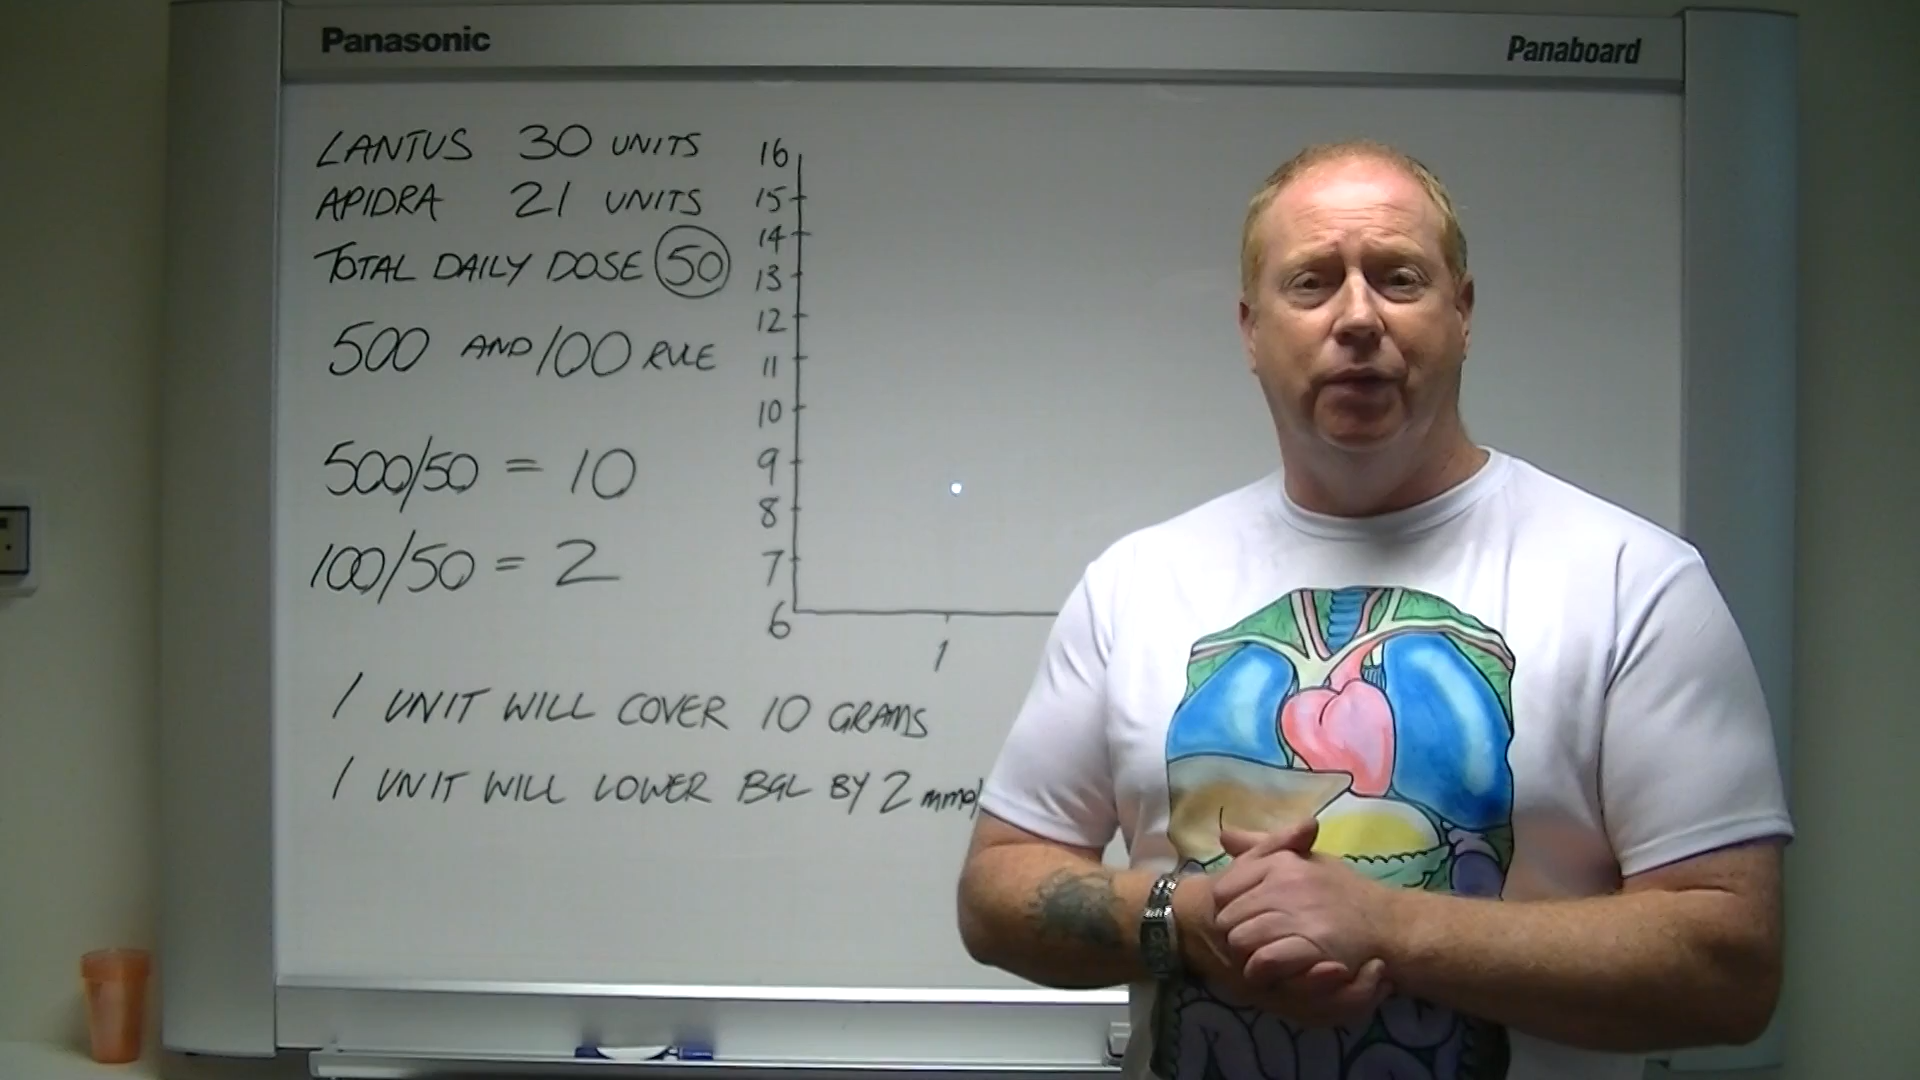 Panasonic
Panaboard
LANTUS 30 UNITS
APIDRA 21 UNITS
TOTAL DAILY DOSE 50
500 AND 100 RULE
500/50 = 10
100/50 = 2
1 UNIT WILL COVER 10 GRAMS
1 UNIT WILL LOWER BGL BY 2 mmol
16
15
14
13
12
11
10
9
8
7
6
1